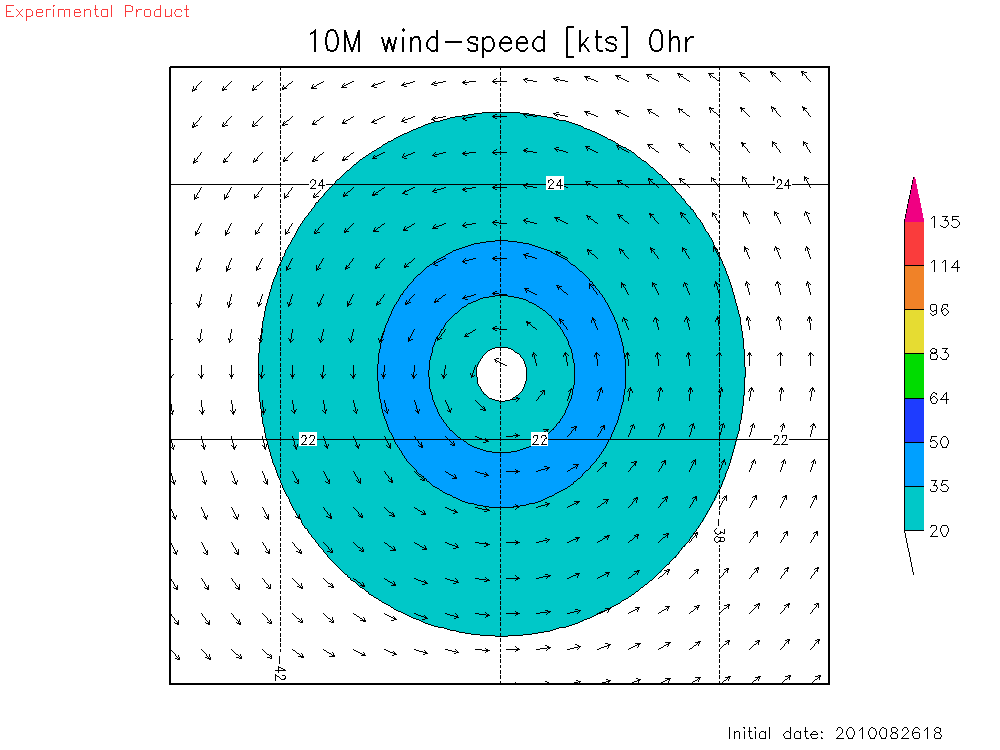 Experimental Product
10M wind-speed [kts] 0hr
24 24 24
22 22 22
-42
-38
135
114
96
83
64
50
35
20
Initial date: 2010082618